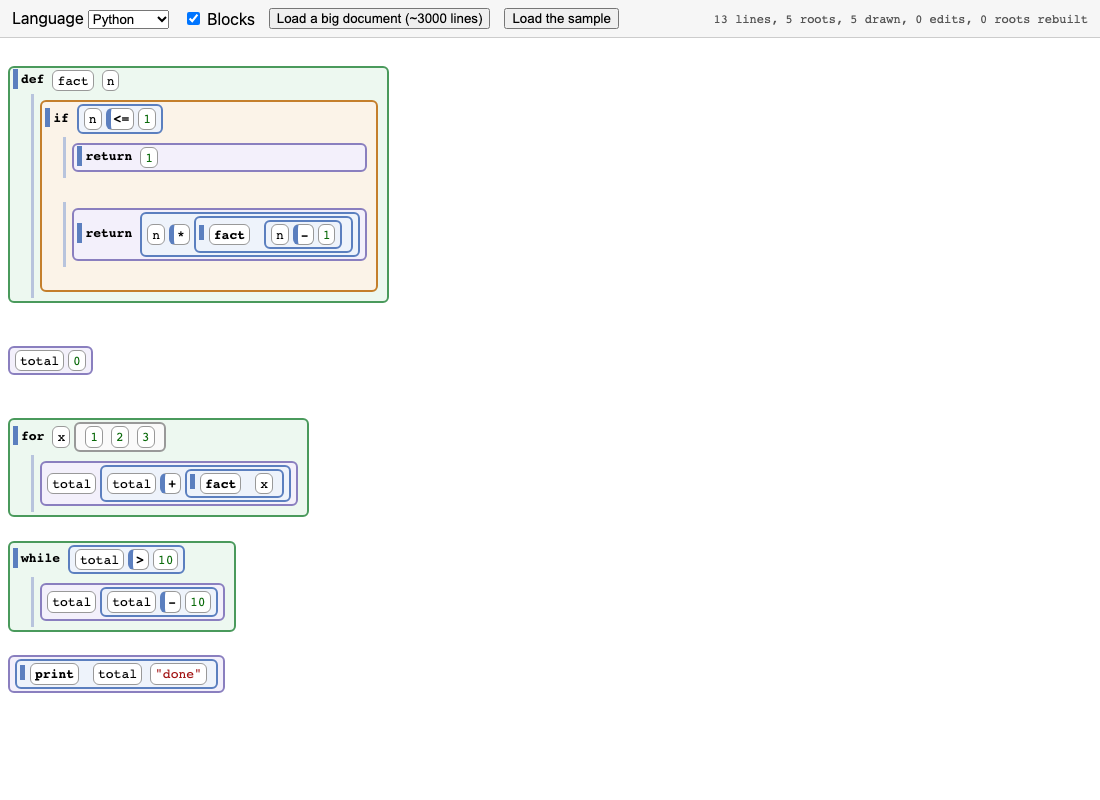 Language Python Blocks Load a big document (~3000 lines) Load the sample 13 lines, 5 roots, 5 drawn, 0 edits, 0 roots rebuilt
def fact n
if n <= 1
return 1
return n * fact n - 1
total 0
for x 1 2 3
total total + fact x
while total > 10
total total - 10
print total "done"